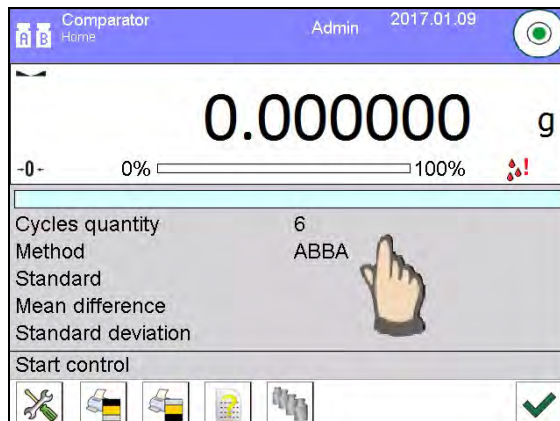 Comparator Admin 2017.01.09
A B Home
0.000000 g
-0- 0% 100% !
Cycles quantity 6
Method ABBA
Standard
Mean difference
Standard deviation
Start control
?